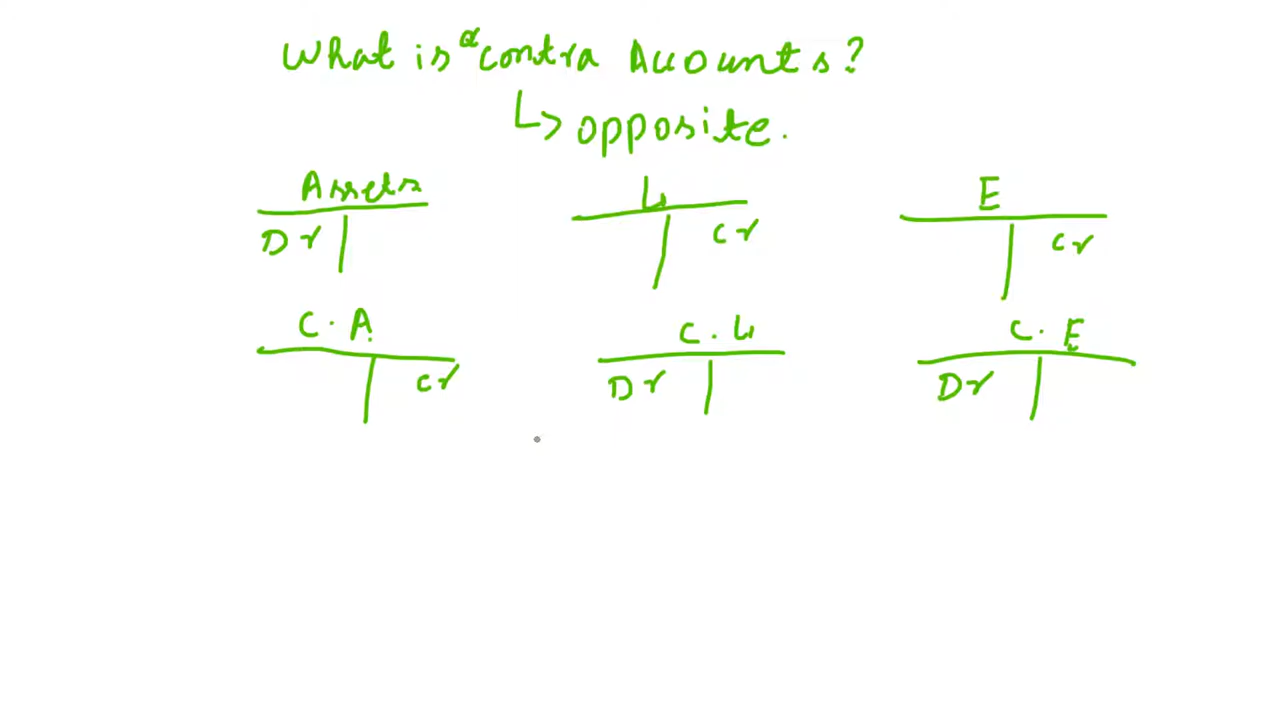 What is a contra Accounts?
↳ opposite.
Assets L E
Dr Cr Cr
C. A C. L C. E
Cr Dr Dr